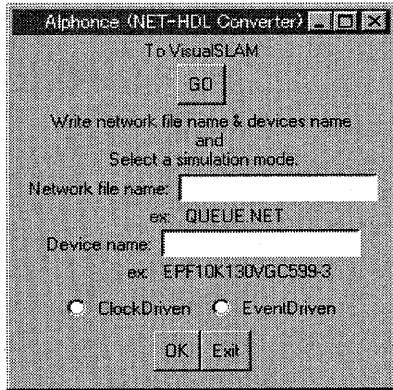 Alphonce (NET-HDL Converter)
To VisualSLAM
GO
Write network file name & devices name
and
Select a simulation mode.
Network file name:
ex: QUEUE.NET
Device name:
ex: EPF10K130VGC599-3
ClockDriven EventDriven
OK Exit